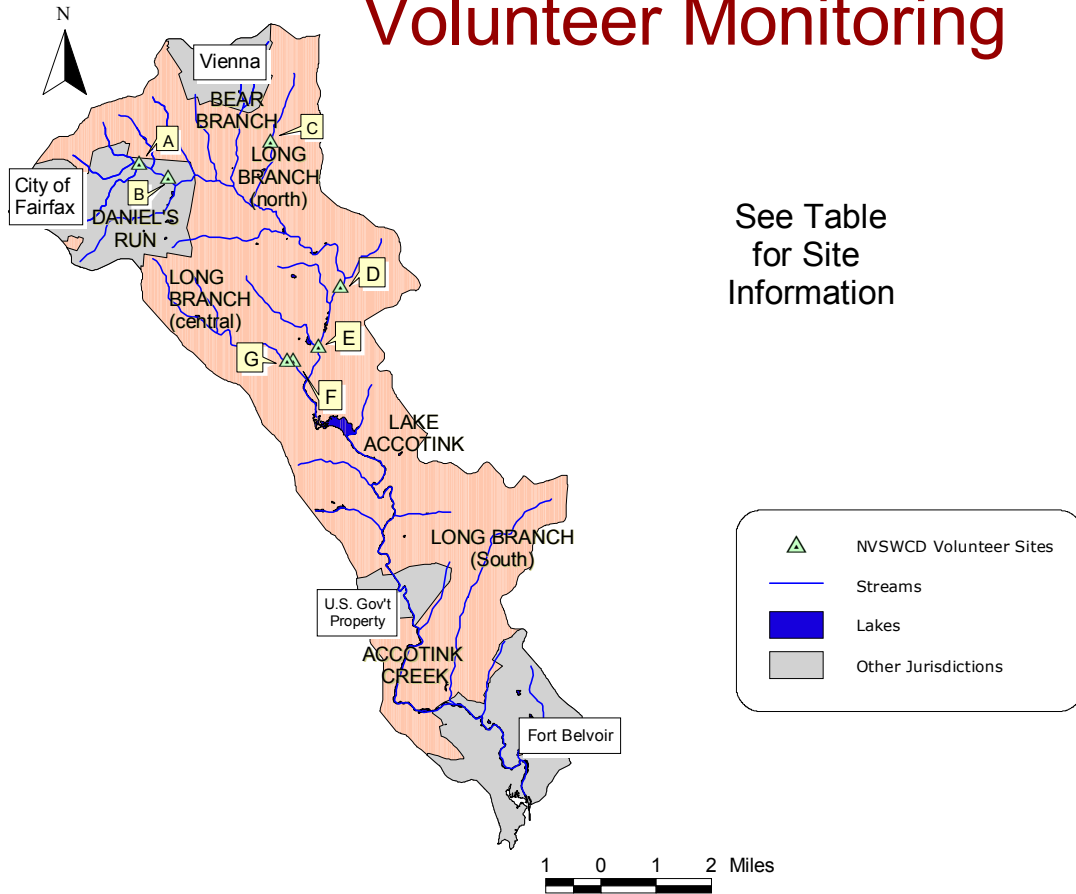 Volunteer Monitoring
N
Vienna
BEAR
BRANCH
C
A
LONG
BRANCH
(north)
City of
Fairfax
B
DANIEL'S
RUN
See Table
for Site
Information
D
LONG
BRANCH
(central)
E
G
F
LAKE
ACCOTINK
LONG BRANCH
(South)
NVSWCD Volunteer Sites
Streams
Lakes
Other Jurisdictions
U.S. Gov't
Property
ACCOTINK
CREEK
Fort Belvoir
1 0 1 2 Miles